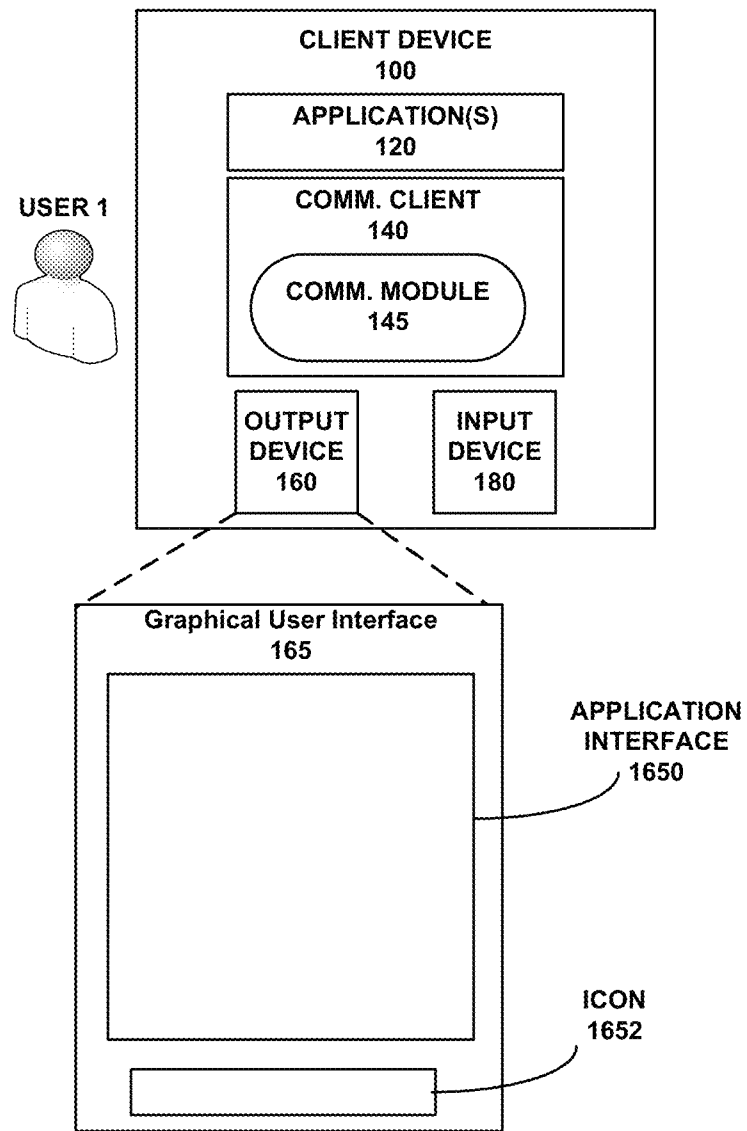 CLIENT DEVICE
100
APPLICATION(S)
120
USER 1
COMM. CLIENT
140
COMM. MODULE
145
OUTPUT
DEVICE
160
INPUT
DEVICE
180
Graphical User Interface
165
APPLICATION
INTERFACE
1650
ICON
1652